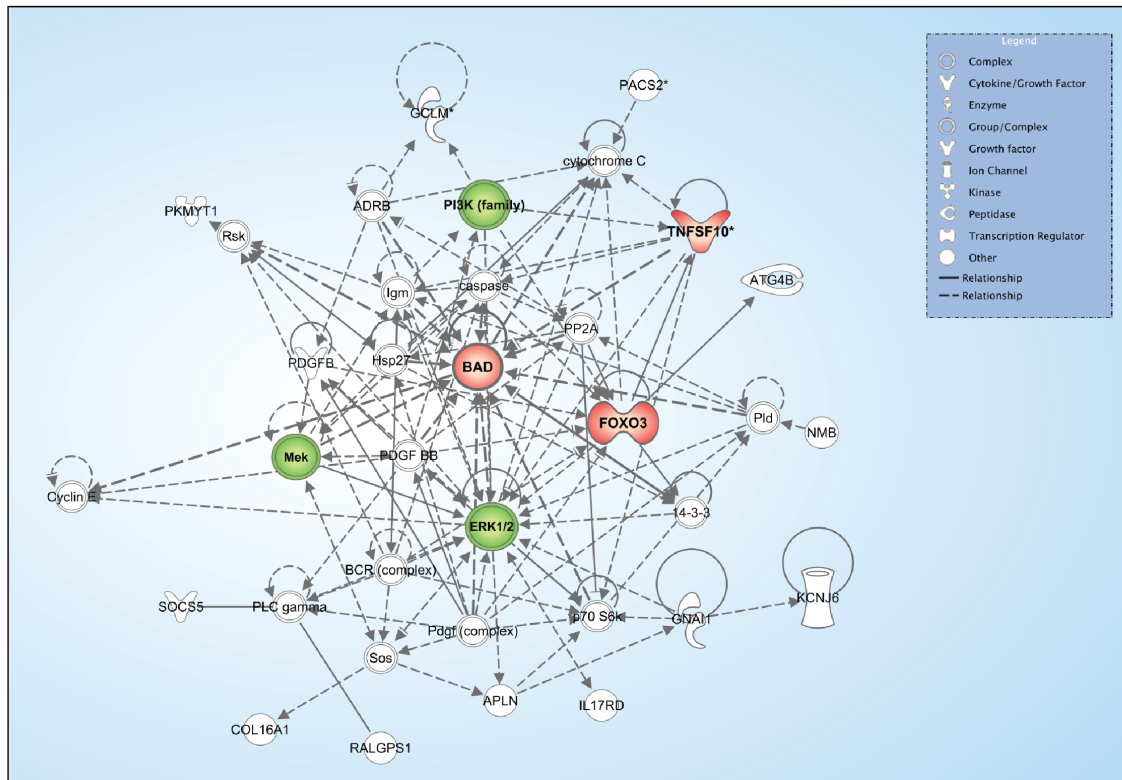 Legend
Complex
Cytokine/Growth Factor
Enzyme
Group/Complex
Growth factor
Ion Channel
Kinase
Peptidase
Transcription Regulator
Other
Relationship
Relationship
PACS2*
GCLM*
cytochrome C
PKMYT1
ADRB
PI3K (family)
TNFSF10*
Rsk
ATG4B
Igm
caspase
PP2A
PDGFB
Hsp27
BAD
FOXO3
Pld
NMB
Mek
PDGF BB
Cyclin E
14-3-3
ERK1/2
BCR (complex)
KCNJ6
SOCS5
PLC gamma
p70 S6k
GNAI1
Pdgf (complex)
Sos
APLN
IL17RD
COL16A1
RALGPS1